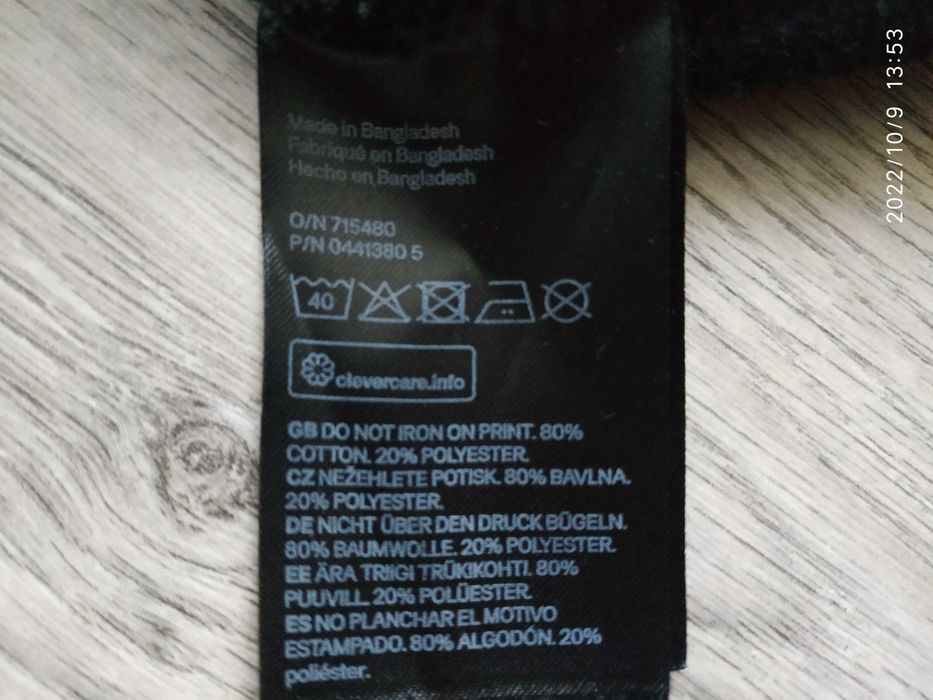 Made in Bangladesh
Fabriqué en Bangladesh
Hecho en Bangladesh
O/N 715480
P/N 0441380 5
40
clevercare.info
GB DO NOT IRON ON PRINT. 80%
COTTON. 20% POLYESTER.
CZ NEŽEHLETE POTISK. 80% BAVLNA.
20% POLYESTER.
DE NICHT ÜBER DEN DRUCK BÜGELN.
80% BAUMWOLLE. 20% POLYESTER.
EE ÄRA TRIIGI TRÜKIKOHTI. 80%
PUUVILL. 20% POLÜESTER.
ES NO PLANCHAR EL MOTIVO
ESTAMPADO. 80% ALGODÓN. 20%
poliéster.
2022/10/9 13:53